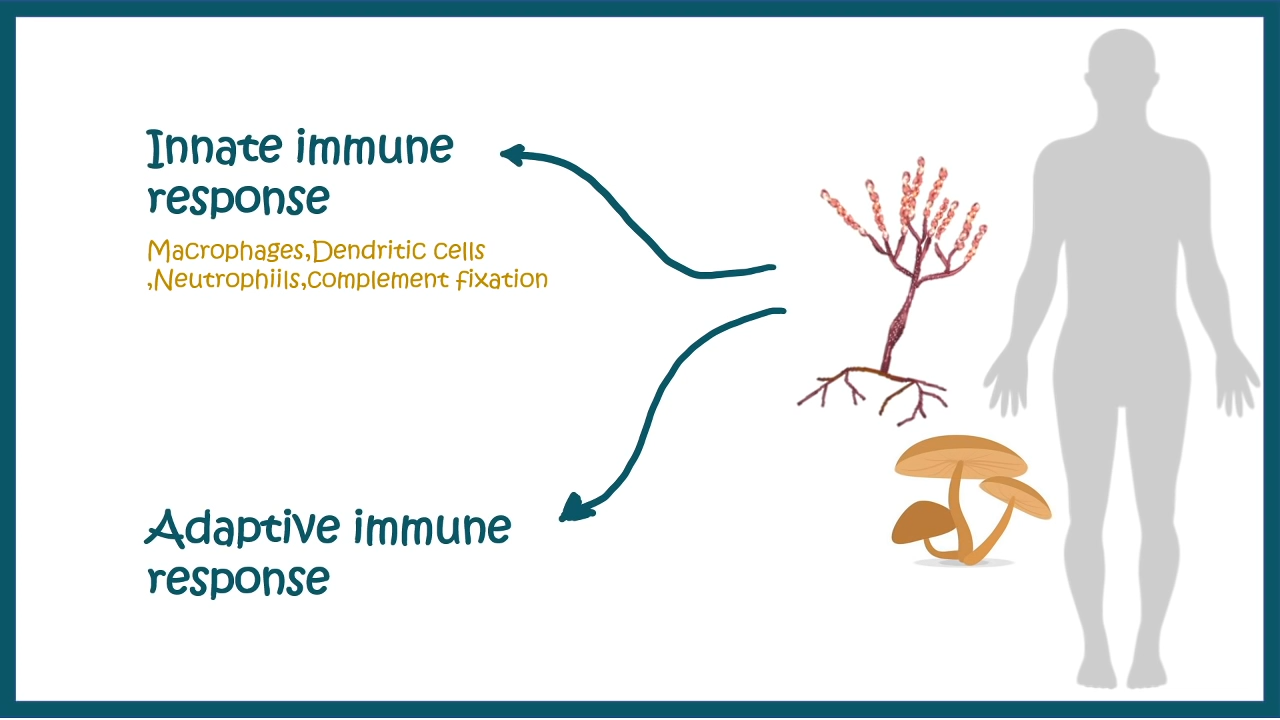 Innate immune
response
Macrophages,Dendritic cells
,Neutrophiils,complement fixation
Adaptive immune
response